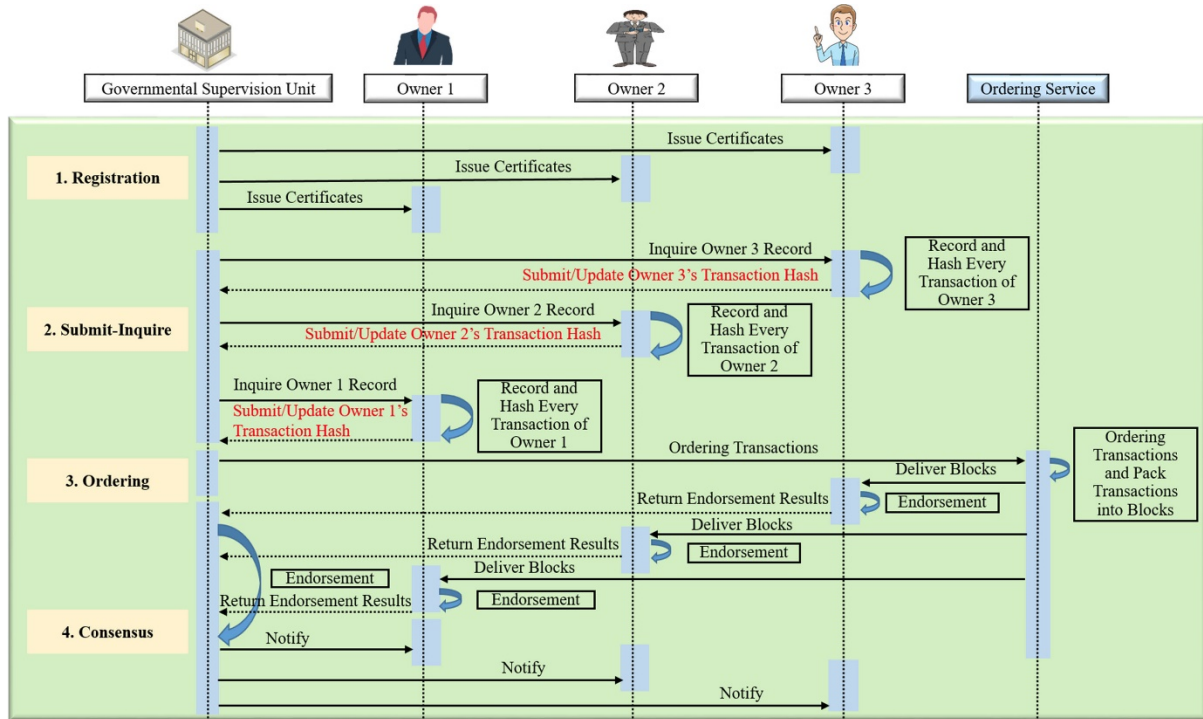 Governmental Supervision Unit
Owner 1
Owner 2
Owner 3
Ordering Service
Issue Certificates
1. Registration
Issue Certificates
Issue Certificates
Inquire Owner 3 Record
Submit/Update Owner 3's Transaction Hash
Record and
Hash Every
Transaction of
Owner 3
2. Submit-Inquire
Inquire Owner 2 Record
Submit/Update Owner 2's Transaction Hash
Record and
Hash Every
Transaction of
Owner 2
Inquire Owner 1 Record
Submit/Update Owner 1's
Transaction Hash
Record and
Hash Every
Transaction of
Owner 1
3. Ordering
Ordering Transactions
Ordering
Transactions
and Pack
Transactions
into Blocks
Deliver Blocks
Return Endorsement Results
Endorsement
Deliver Blocks
Return Endorsement Results
Endorsement
Deliver Blocks
Endorsement
Return Endorsement Results
Endorsement
4. Consensus
Notify
Notify
Notify